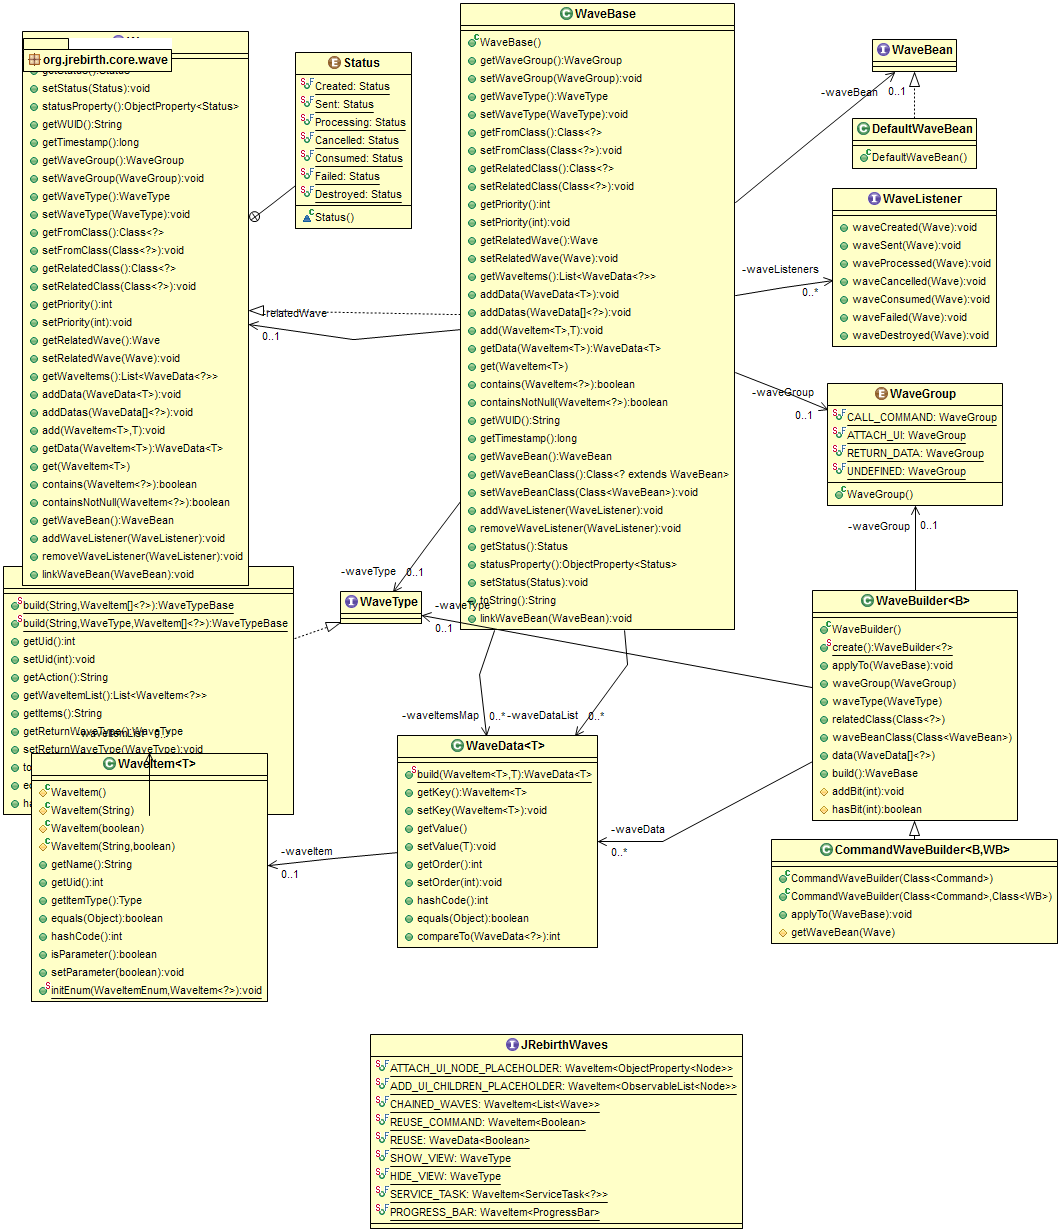 org.jrebirth.core.wave
setStatus(Status):void
statusProperty():ObjectProperty<Status>
getWUID():String
getTimestamp():long
getWaveGroup():WaveGroup
setWaveGroup(WaveGroup):void
getWaveType():WaveType
setWaveType(WaveType):void
getFromClass():Class<?>
setFromClass(Class<?>):void
getRelatedClass():Class<?>
setRelatedClass(Class<?>):void
getPriority():int
setPriority(int):void
getRelatedWave():Wave
setRelatedWave(Wave):void
getWaveItems():List<WaveData<?>>
addData(WaveData<T>):void
addDatas(WaveData[]<?>):void
add(WaveItem<T>,T):void
getData(WaveItem<T>):WaveData<T>
get(WaveItem<T>)
contains(WaveItem<?>):boolean
containsNotNull(WaveItem<?>):boolean
getWaveBean():WaveBean
addWaveListener(WaveListener):void
removeWaveListener(WaveListener):void
linkWaveBean(WaveBean):void
Status
Created: Status
Sent: Status
Processing: Status
Cancelled: Status
Consumed: Status
Failed: Status
Destroyed: Status
Status()
WaveBase
WaveBase()
getWaveGroup():WaveGroup
setWaveGroup(WaveGroup):void
getWaveType():WaveType
setWaveType(WaveType):void
getFromClass():Class<?>
setFromClass(Class<?>):void
getRelatedClass():Class<?>
setRelatedClass(Class<?>):void
getPriority():int
setPriority(int):void
getRelatedWave():Wave
setRelatedWave(Wave):void
getWaveItems():List<WaveData<?>>
addData(WaveData<T>):void
addDatas(WaveData[]<?>):void
add(WaveItem<T>,T):void
getData(WaveItem<T>):WaveData<T>
get(WaveItem<T>)
contains(WaveItem<?>):boolean
containsNotNull(WaveItem<?>):boolean
getWUID():String
getTimestamp():long
getWaveBean():WaveBean
getWaveBeanClass():Class<? extends WaveBean>
setWaveBeanClass(Class<WaveBean>):void
addWaveListener(WaveListener):void
removeWaveListener(WaveListener):void
getStatus():Status
statusProperty():ObjectProperty<Status>
setStatus(Status):void
toString():String
linkWaveBean(WaveBean):void
WaveBean
-waveBean 0..1
DefaultWaveBean
DefaultWaveBean()
WaveListener
waveCreated(Wave):void
waveSent(Wave):void
waveProcessed(Wave):void
waveCancelled(Wave):void
waveConsumed(Wave):void
waveFailed(Wave):void
waveDestroyed(Wave):void
-waveListeners
0..*
-relatedWave
0..1
-waveGroup
0..1
WaveGroup
CALL_COMMAND: WaveGroup
ATTACH_UI: WaveGroup
RETURN_DATA: WaveGroup
UNDEFINED: WaveGroup
WaveGroup()
-waveGroup 0..1
-waveType 0..1
WaveType
-waveType
0..1
build(String,WaveItem[]<?>):WaveTypeBase
build(String,WaveType,WaveItem[]<?>):WaveTypeBase
getUid():int
setUid(int):void
getAction():String
getWaveItemList():List<WaveItem<?>>
getItems():String
getReturnWaveType():WaveType
-waveItemList 0..*
setReturnWaveType(WaveType):void
WaveItem<T>
WaveItem()
WaveItem(String)
WaveItem(boolean)
WaveItem(String,boolean)
getName():String
getUid():int
getItemType():Type
equals(Object):boolean
hashCode():int
isParameter():boolean
setParameter(boolean):void
initEnum(WaveItemEnum,WaveItem<?>):void
-waveItem
0..1
-waveItemsMap 0..* -waveDataList 0..*
WaveData<T>
build(WaveItem<T>,T):WaveData<T>
getKey():WaveItem<T>
setKey(WaveItem<T>):void
getValue()
setValue(T):void
getOrder():int
setOrder(int):void
hashCode():int
equals(Object):boolean
compareTo(WaveData<?>):int
-waveData
0..*
WaveBuilder<B>
WaveBuilder()
create():WaveBuilder<?>
applyTo(WaveBase):void
waveGroup(WaveGroup)
waveType(WaveType)
relatedClass(Class<?>)
waveBeanClass(Class<WaveBean>)
data(WaveData[]<?>)
build():WaveBase
addBit(int):void
hasBit(int):boolean
CommandWaveBuilder<B,WB>
CommandWaveBuilder(Class<Command>)
CommandWaveBuilder(Class<Command>,Class<WB>)
applyTo(WaveBase):void
getWaveBean(Wave)
JRebirthWaves
ATTACH_UI_NODE_PLACEHOLDER: WaveItem<ObjectProperty<Node>>
ADD_UI_CHILDREN_PLACEHOLDER: WaveItem<ObservableList<Node>>
CHAINED_WAVES: WaveItem<List<Wave>>
REUSE_COMMAND: WaveItem<Boolean>
REUSE: WaveData<Boolean>
SHOW_VIEW: WaveType
HIDE_VIEW: WaveType
SERVICE_TASK: WaveItem<ServiceTask<?>>
PROGRESS_BAR: WaveItem<ProgressBar>